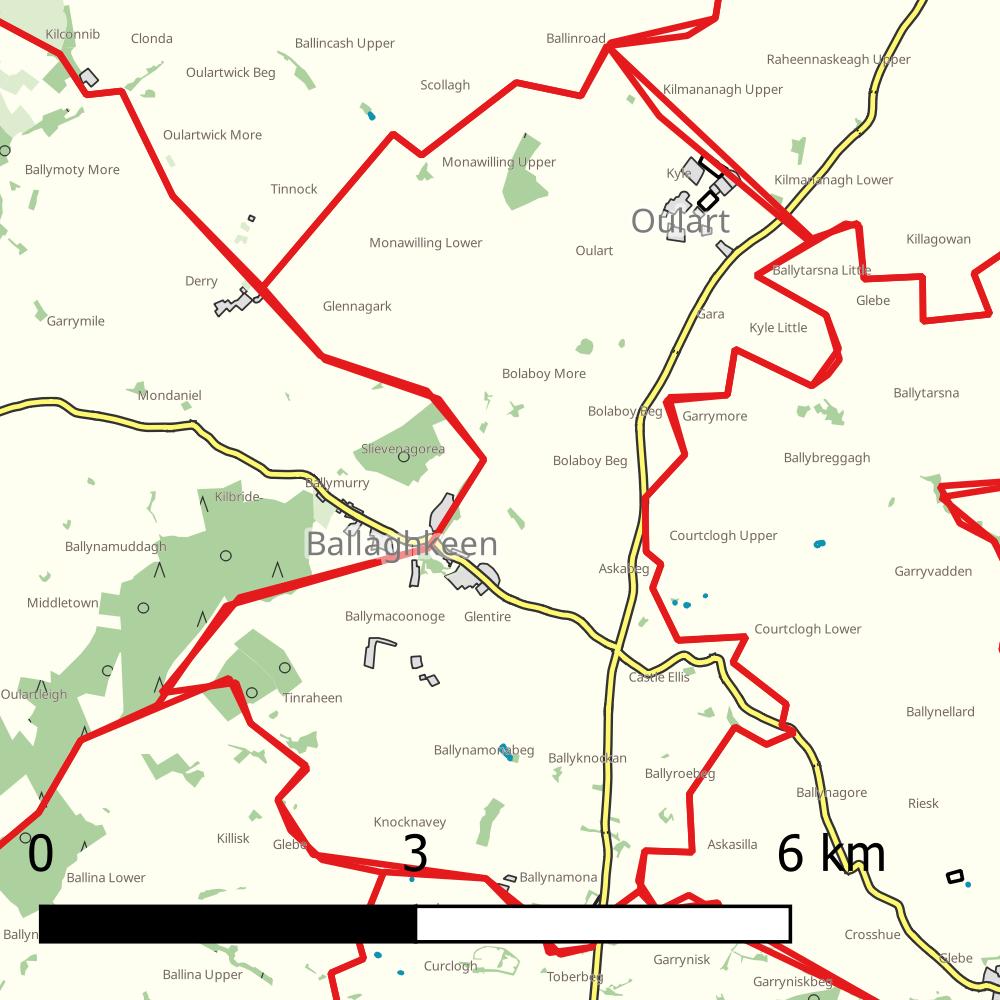 Kilconnib
Clonda
Ballincash Upper
Ballinroad
Raheennaskeagh Upper
Oulartwick Beg
Scollagh
Kilmananagh Upper
Oulartwick More
Monawilling Upper
Ballymoty More
Kyle
Kilmananagh Lower
Tinnock
Oulart
Monawilling Lower
Oulart
Killagowan
Derry
Ballytarsna Little
Glebe
Glennagark
Gara
Garrymile
Kyle Little
Bolaboy More
Mondaniel
Ballytarsna
Bolaboy Beg
Garrymore
Slievenagorea
Bolaboy Beg
Ballybreggagh
Ballymurry
Kilbride-
Courtclogh Upper
Ballynamuddagh
Ballaghkeen
Askabeg
Garryvadden
Middletown
Ballymacoonoge
Glentire
Courtclogh Lower
Castle Ellis
Oulartleigh
Tinraheen
Ballynellard
Ballynamonabeg
Ballyknockan
Ballyroebeg
Ballynagore
Riesk
Knocknavey
Killisk
Glebe
Askasilla
0
3
6 km
Ballina Lower
Ballynamona
Ballyn
Crosshue
Curclogh
Garrynisk
Glebe
Ballina Upper
Toberbeg
Garryniskbeg